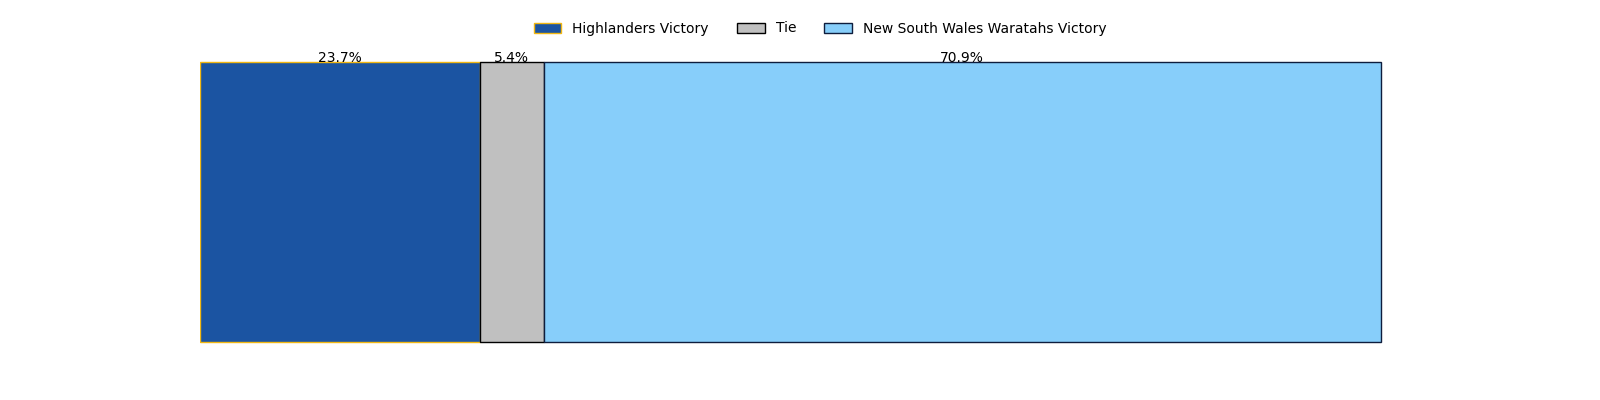 Highlanders Victory Tie New South Wales Waratahs Victory
23.7% 5.4% 70.9%